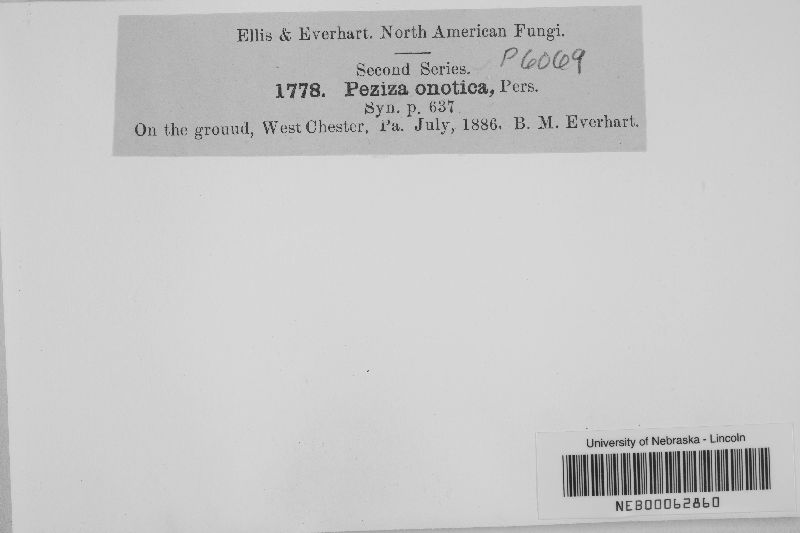 Ellis & Everhart. North American Fungi.
Second Series. P6069
1778. Peziza onotica, Pers.
Syn. p. 637
On the ground, West Chester, Pa. July, 1886. B. M. Everhart.
University of Nebraska - Lincoln
NEB00062860